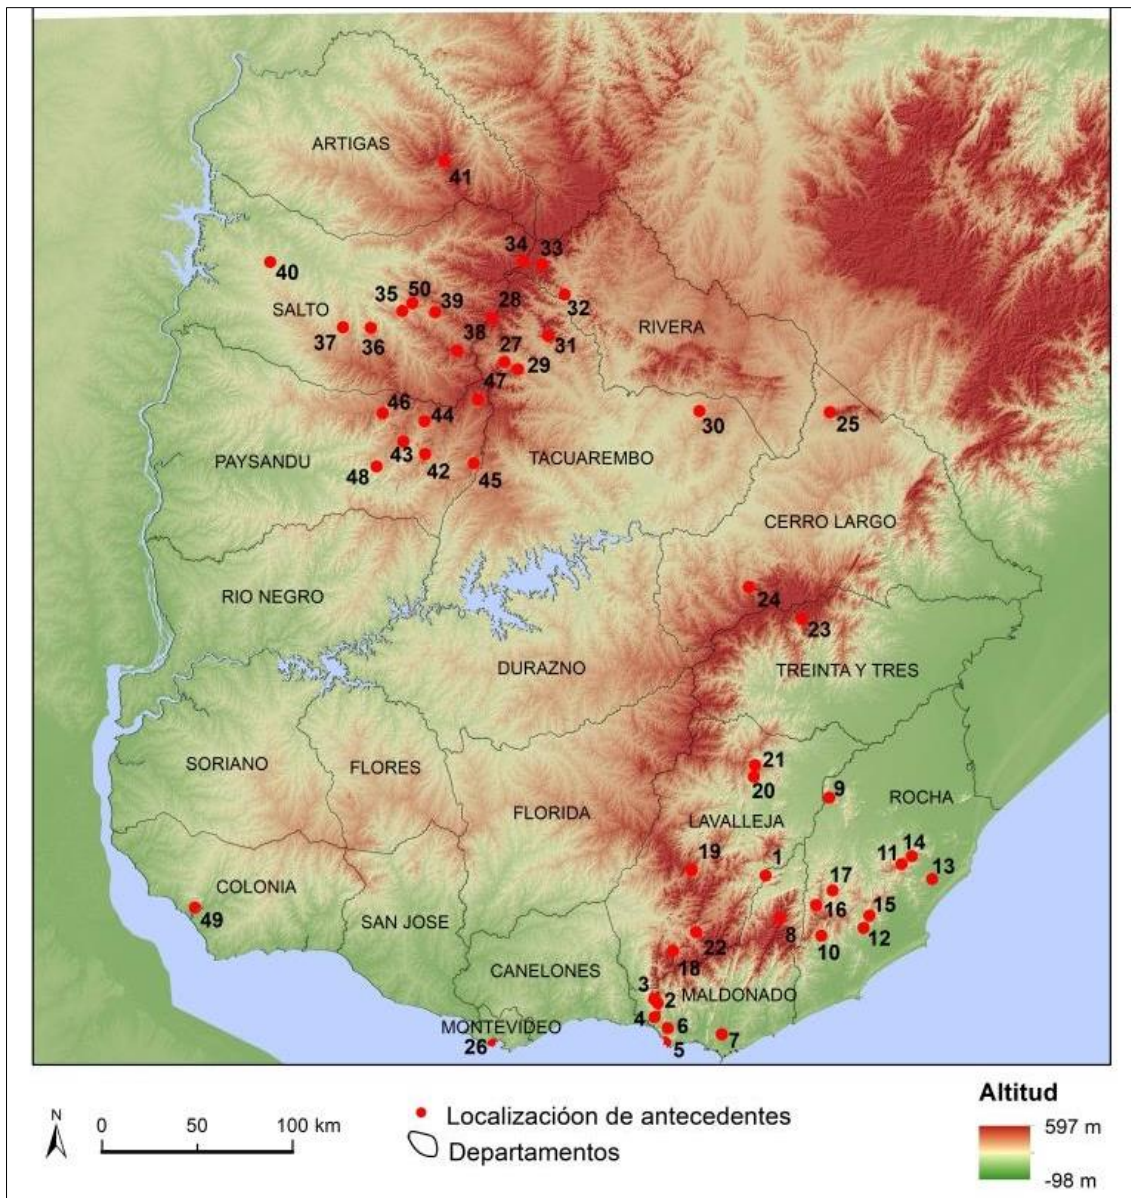 ARTIGAS
41
34
33
40
35
50
39
28
32
SALTO
38
RIVERA
37
36
27
31
29
47
46
44
30
25
43
PAYSANDU
42
TACUAREMBO
48
45
CERRO LARGO
24
RIO NEGRO
23
DURAZNO
TREINTA Y TRES
SORIANO
FLORES
21
20
9
ROCHA
FLORIDA
LAVALLEJA
19
1
11
14
13
COLONIA
17
49
SAN JOSE
16
15
22
8
10
12
18
CANELONES
3
2
MALDONADO
4
MONTEVIDEO
6
7
26
5
N
0 50 100 km
Localizacióon de antecedentes
Departamentos
Altitud
597 m
-98 m